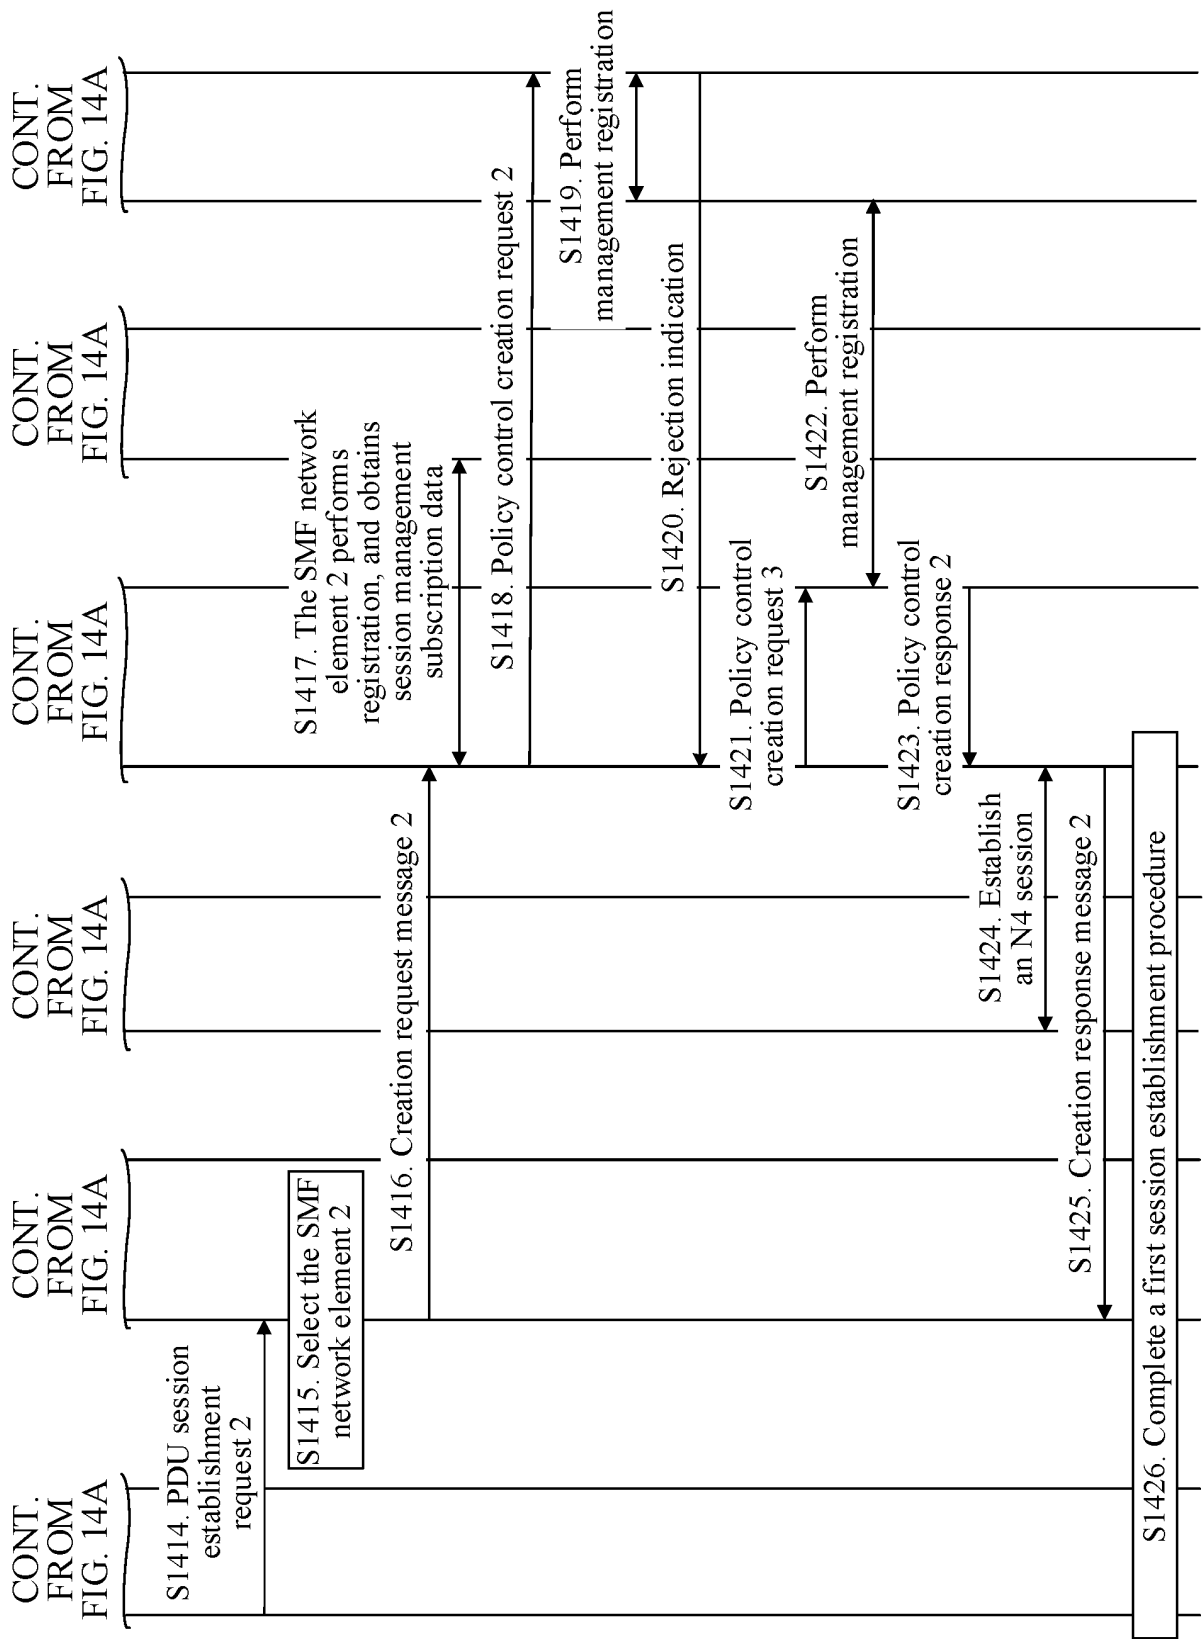 CONT.
FROM
FIG. 14A
CONT.
FROM
FIG. 14A
CONT.
FROM
FIG. 14A
CONT.
FROM
FIG. 14A
CONT.
FROM
FIG. 14A
CONT.
FROM
FIG. 14A
S1414. PDU session
establishment
request 2
S1415. Select the SMF
network element 2
S1416. Creation request message 2
S1417. The SMF network
element 2 performs
registration, and obtains
session management
subscription data
S1418. Policy control creation request 2
S1419. Perform
management registration
S1420. Rejection indication
S1421. Policy control
creation request 3
S1422. Perform
management registration
S1423. Policy control
creation response 2
S1424. Establish
an N4 session
S1425. Creation response message 2
S1426. Complete a first session establishment procedure